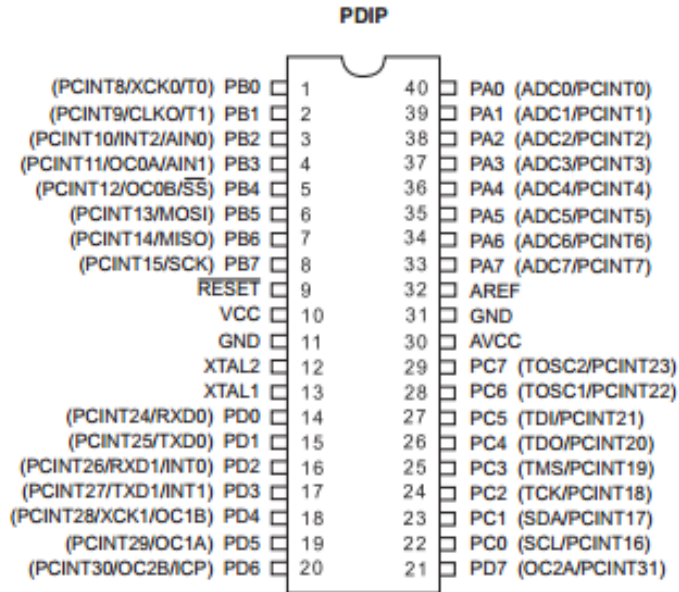 PDIP
(PCINT8/XCK0/T0) PB0 1 40 PA0 (ADC0/PCINT0)
(PCINT9/CLKO/T1) PB1 2 39 PA1 (ADC1/PCINT1)
(PCINT10/INT2/AIN0) PB2 3 38 PA2 (ADC2/PCINT2)
(PCINT11/OC0A/AIN1) PB3 4 37 PA3 (ADC3/PCINT3)
(PCINT12/OC0B/S̅S̅) PB4 5 36 PA4 (ADC4/PCINT4)
(PCINT13/MOSI) PB5 6 35 PA5 (ADC5/PCINT5)
(PCINT14/MISO) PB6 7 34 PA6 (ADC6/PCINT6)
(PCINT15/SCK) PB7 8 33 PA7 (ADC7/PCINT7)
R̅E̅S̅E̅T̅ 9 32 AREF
VCC 10 31 GND
GND 11 30 AVCC
XTAL2 12 29 PC7 (TOSC2/PCINT23)
XTAL1 13 28 PC6 (TOSC1/PCINT22)
(PCINT24/RXD0) PD0 14 27 PC5 (TDI/PCINT21)
(PCINT25/TXD0) PD1 15 26 PC4 (TDO/PCINT20)
(PCINT26/RXD1/INT0) PD2 16 25 PC3 (TMS/PCINT19)
(PCINT27/TXD1/INT1) PD3 17 24 PC2 (TCK/PCINT18)
(PCINT28/XCK1/OC1B) PD4 18 23 PC1 (SDA/PCINT17)
(PCINT29/OC1A) PD5 19 22 PC0 (SCL/PCINT16)
(PCINT30/OC2B/ICP) PD6 20 21 PD7 (OC2A/PCINT31)